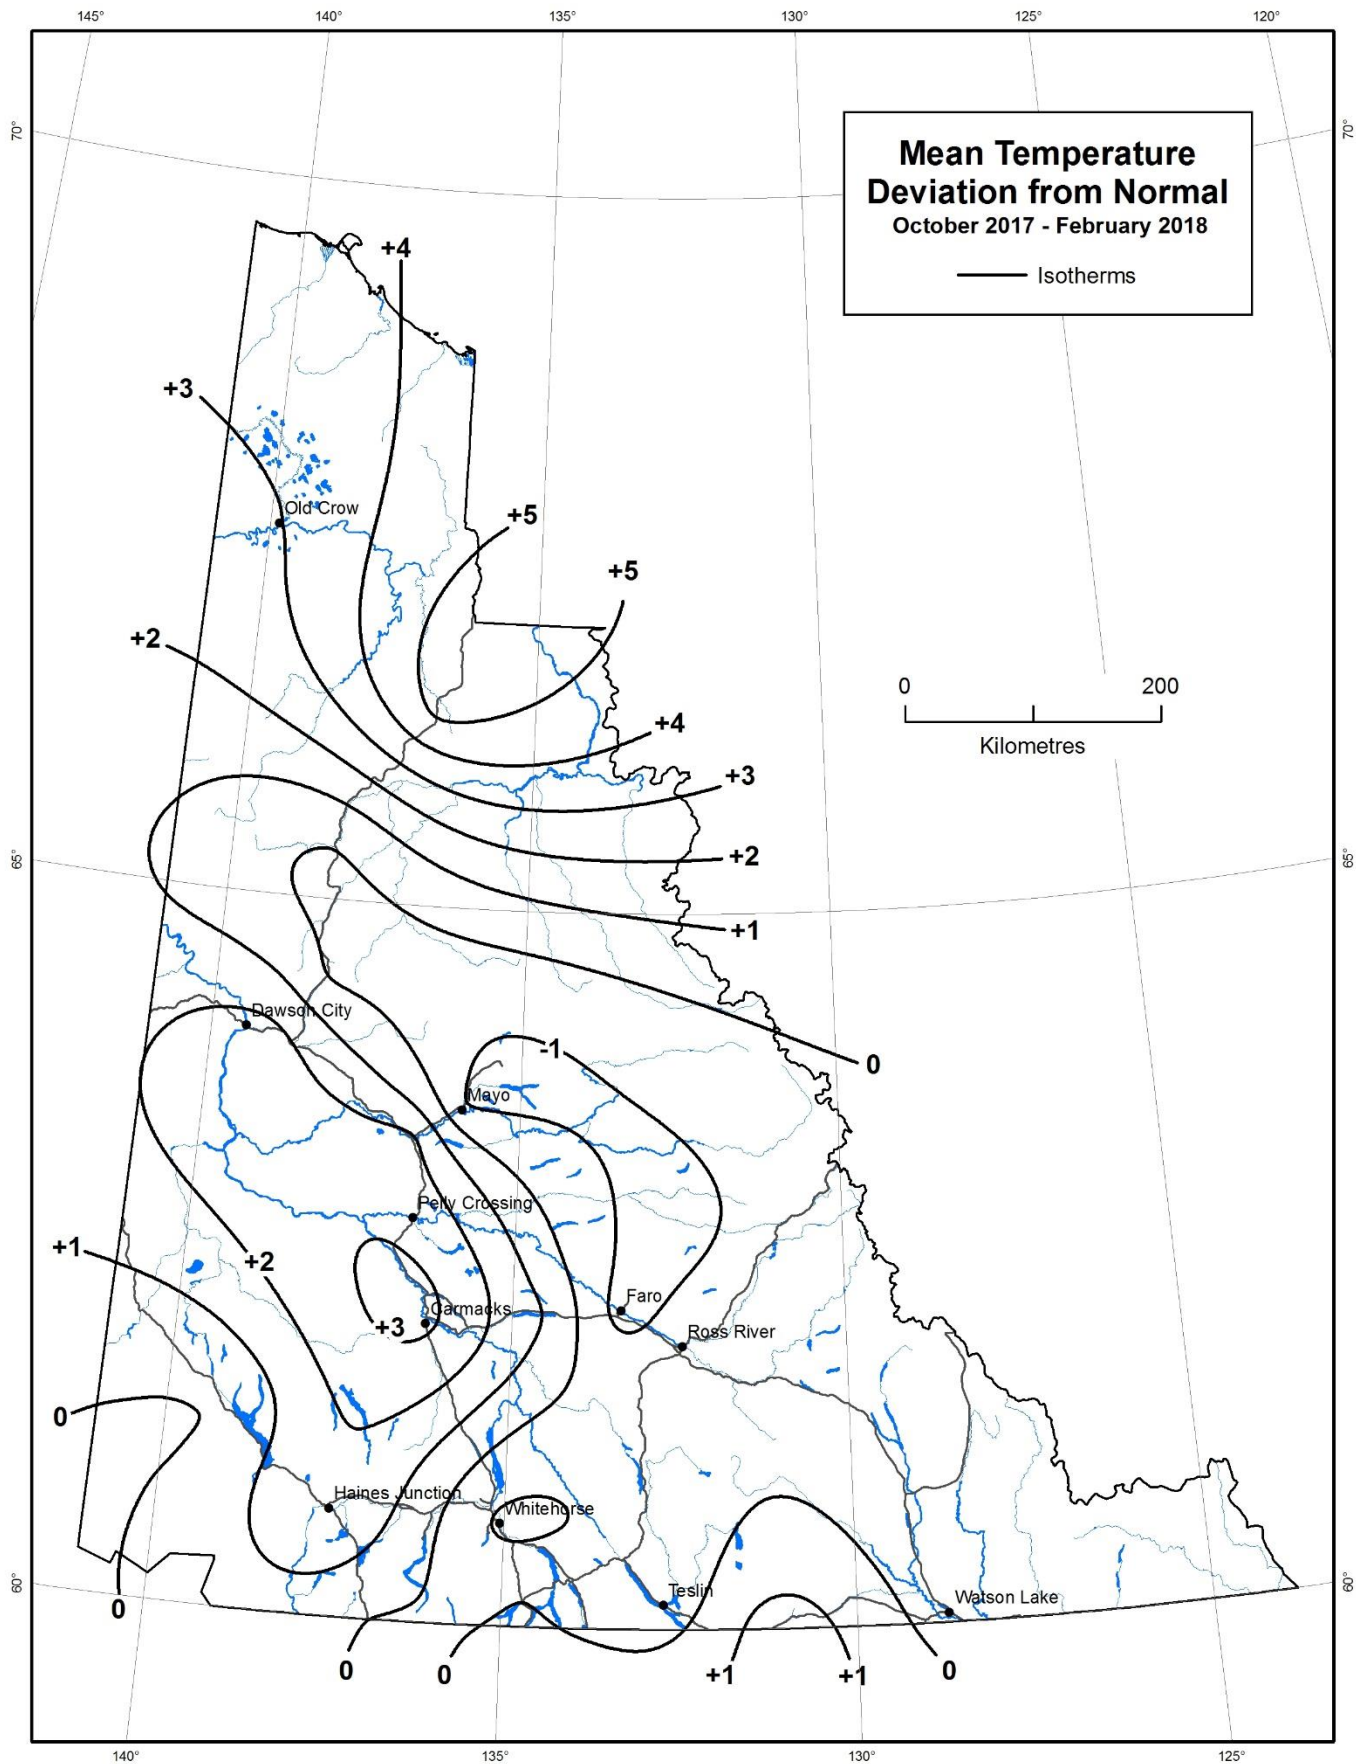 145° 140° 135° 130° 125° 120°
70° 70°
Mean Temperature
Deviation from Normal
October 2017 - February 2018
Isotherms
+4
+3
Old Crow
+5
+5
+2
0 200
Kilometres
+4
+3
+2
65° 65°
+1
Dawson City
-1
0
Mayo
Pelly Crossing
+1
+2
Faro
Carmacks
+3
Ross River
0
Haines Junction
Whitehorse
60° 60°
Teslin
Watson Lake
0
0
0
+1
+1
0
140° 135° 130° 125°